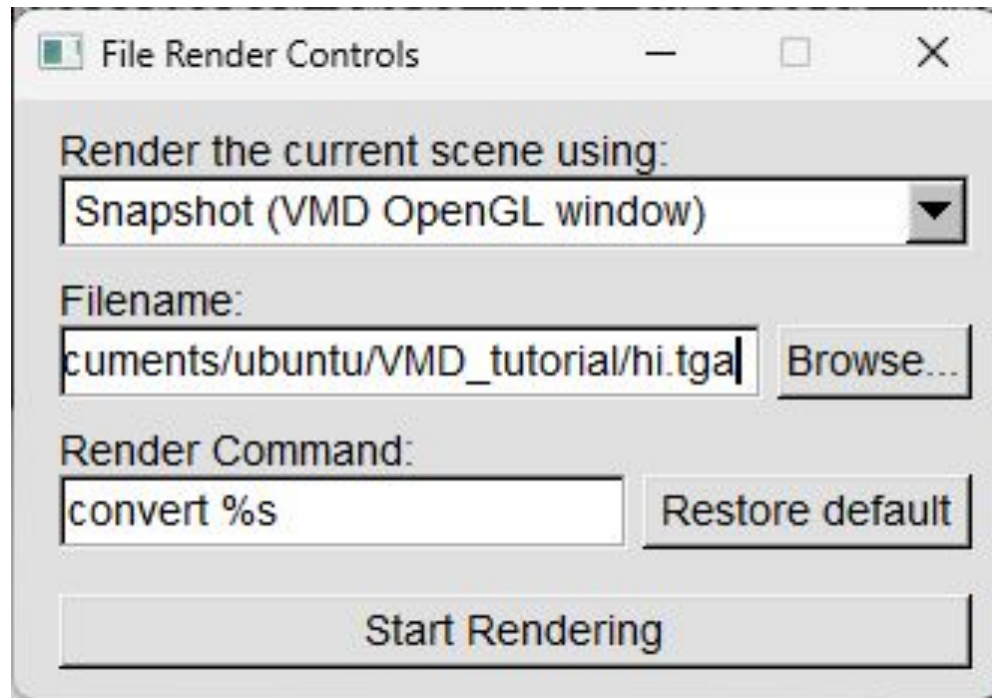 File Render Controls
Render the current scene using:
Snapshot (VMD OpenGL window)
Filename:
cuments/ubuntu/VMD_tutorial/hi.tga
Browse...
Render Command:
convert %s
Restore default
Start Rendering